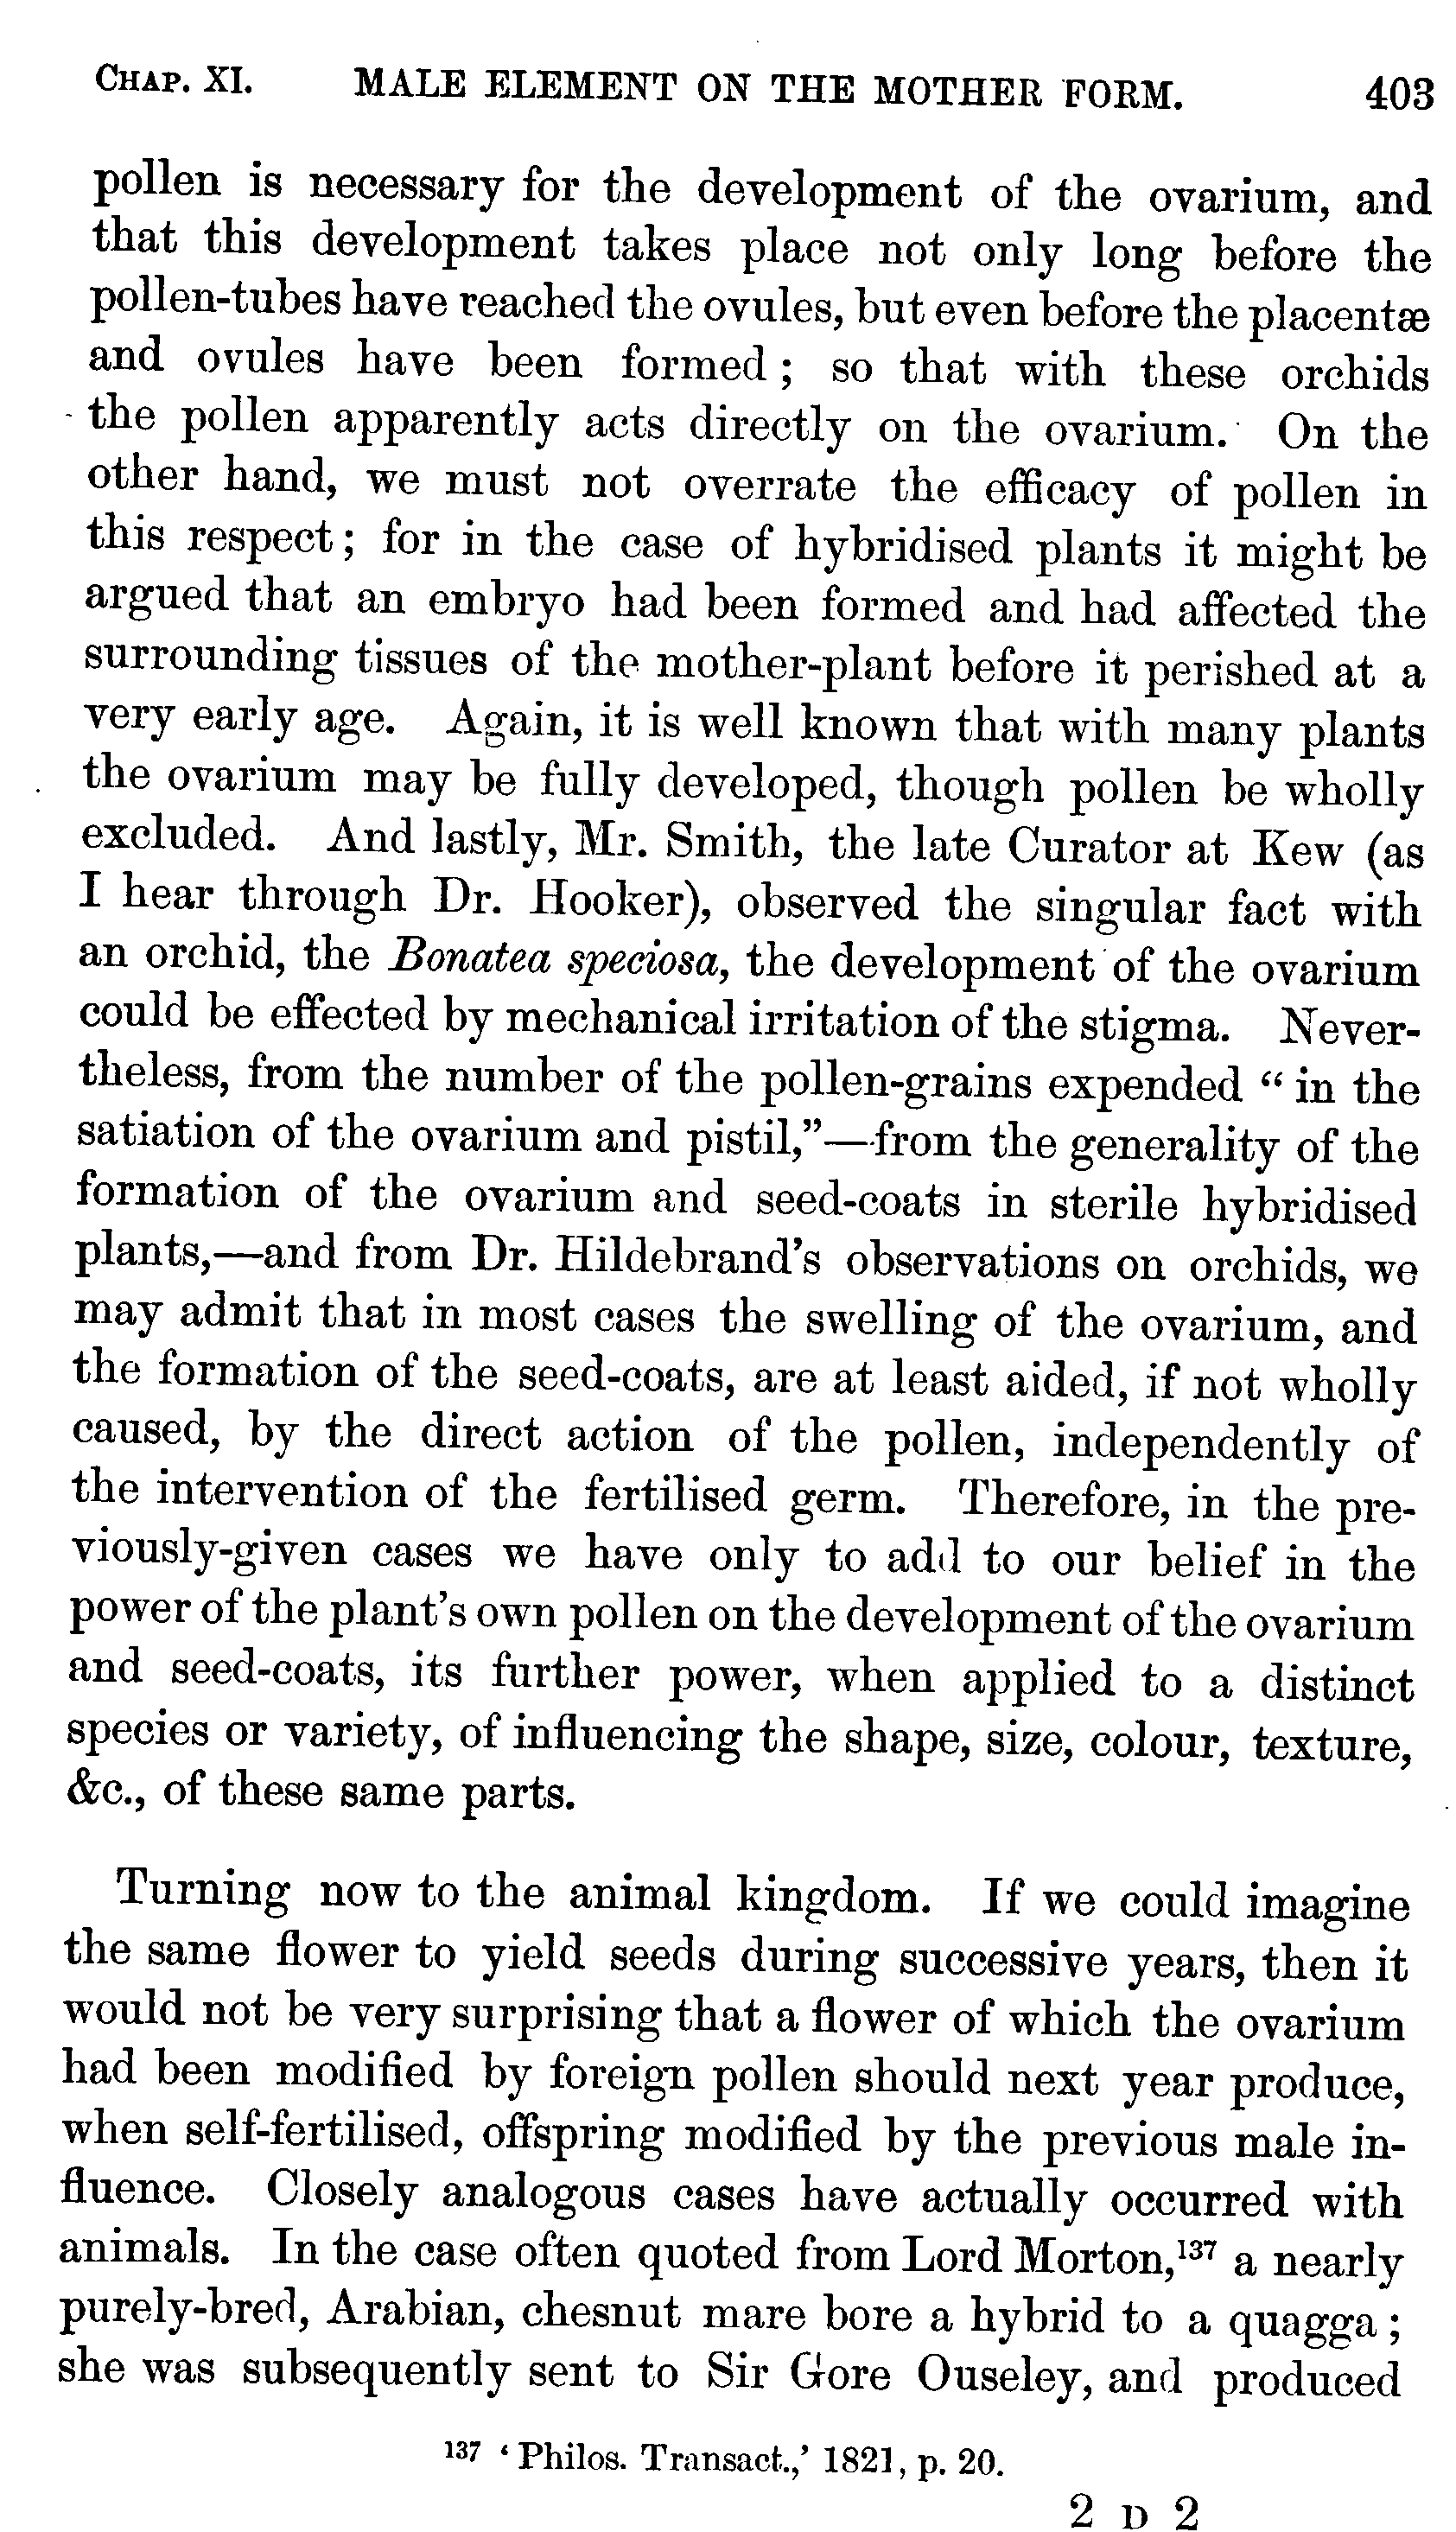 CHAP. XI. MALE ELEMENT ON THE MOTHER FORM. 403
pollen is necessary for the development of the ovarium, and
that this development takes place not only long before the
pollen-tubes have reached the ovules, but even before the placentæ
and ovules have been formed; so that with these orchids
the pollen apparently acts directly on the ovarium. On the
other hand, we must not overrate the efficacy of pollen in
this respect; for in the case of hybridised plants it might be
argued that an embryo had been formed and had affected the
surrounding tissues of the mother-plant before it perished at a
very early age. Again, it is well known that with many plants
the ovarium may be fully developed, though pollen be wholly
excluded. And lastly, Mr. Smith, the late Curator at Kew (as
I hear through Dr. Hooker), observed the singular fact with
an orchid, the Bonatea speciosa, the development of the ovarium
could be effected by mechanical irritation of the stigma. Never-
theless, from the number of the pollen-grains expended “in the
satiation of the ovarium and pistil,”—from the generality of the
formation of the ovarium and seed-coats in sterile hybridised
plants,—and from Dr. Hildebrand’s observations on orchids, we
may admit that in most cases the swelling of the ovarium, and
the formation of the seed-coats, are at least aided, if not wholly
caused, by the direct action of the pollen, independently of
the intervention of the fertilised germ. Therefore, in the pre-
viously-given cases we have only to add to our belief in the
power of the plant’s own pollen on the development of the ovarium
and seed-coats, its further power, when applied to a distinct
species or variety, of influencing the shape, size, colour, texture,
&c., of these same parts.
Turning now to the animal kingdom. If we could imagine
the same flower to yield seeds during successive years, then it
would not be very surprising that a flower of which the ovarium
had been modified by foreign pollen should next year produce,
when self-fertilised, offspring modified by the previous male in-
fluence. Closely analogous cases have actually occurred with
animals. In the case often quoted from Lord Morton,¹³⁷ a nearly
purely-bred, Arabian, chesnut mare bore a hybrid to a quagga;
she was subsequently sent to Sir Gore Ouseley, and produced
¹³⁷ ‘Philos. Transact.,’ 1821, p. 20.
2 D 2